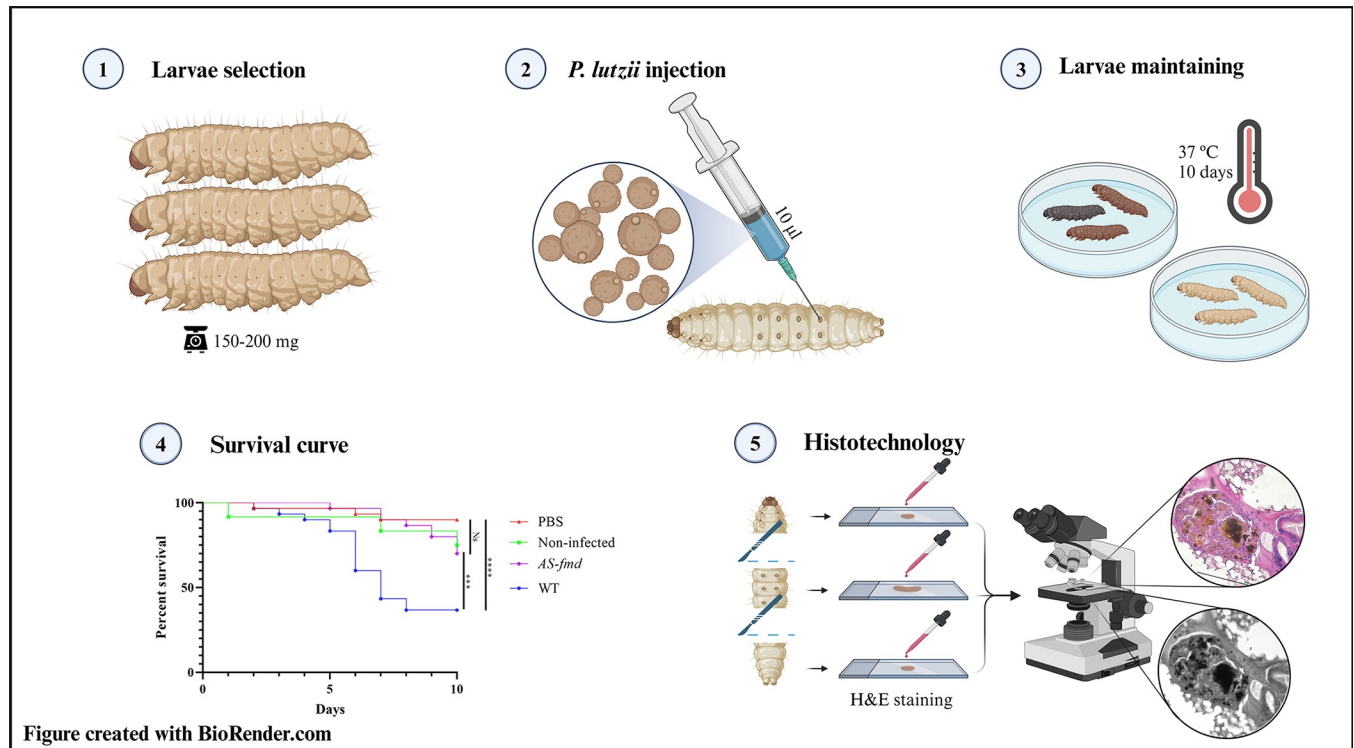 1 Larvae selection
150-200 mg
2 P. lutzii injection
10 µl
3 Larvae maintaining
37 ºC
10 days
4 Survival curve
Percent survival
100
50
0
0 5 10
Days
PBS
Non-infected
AS-fmd
WT
Ns
***
****
5 Histotechnology
H&E staining
Figure created with BioRender.com